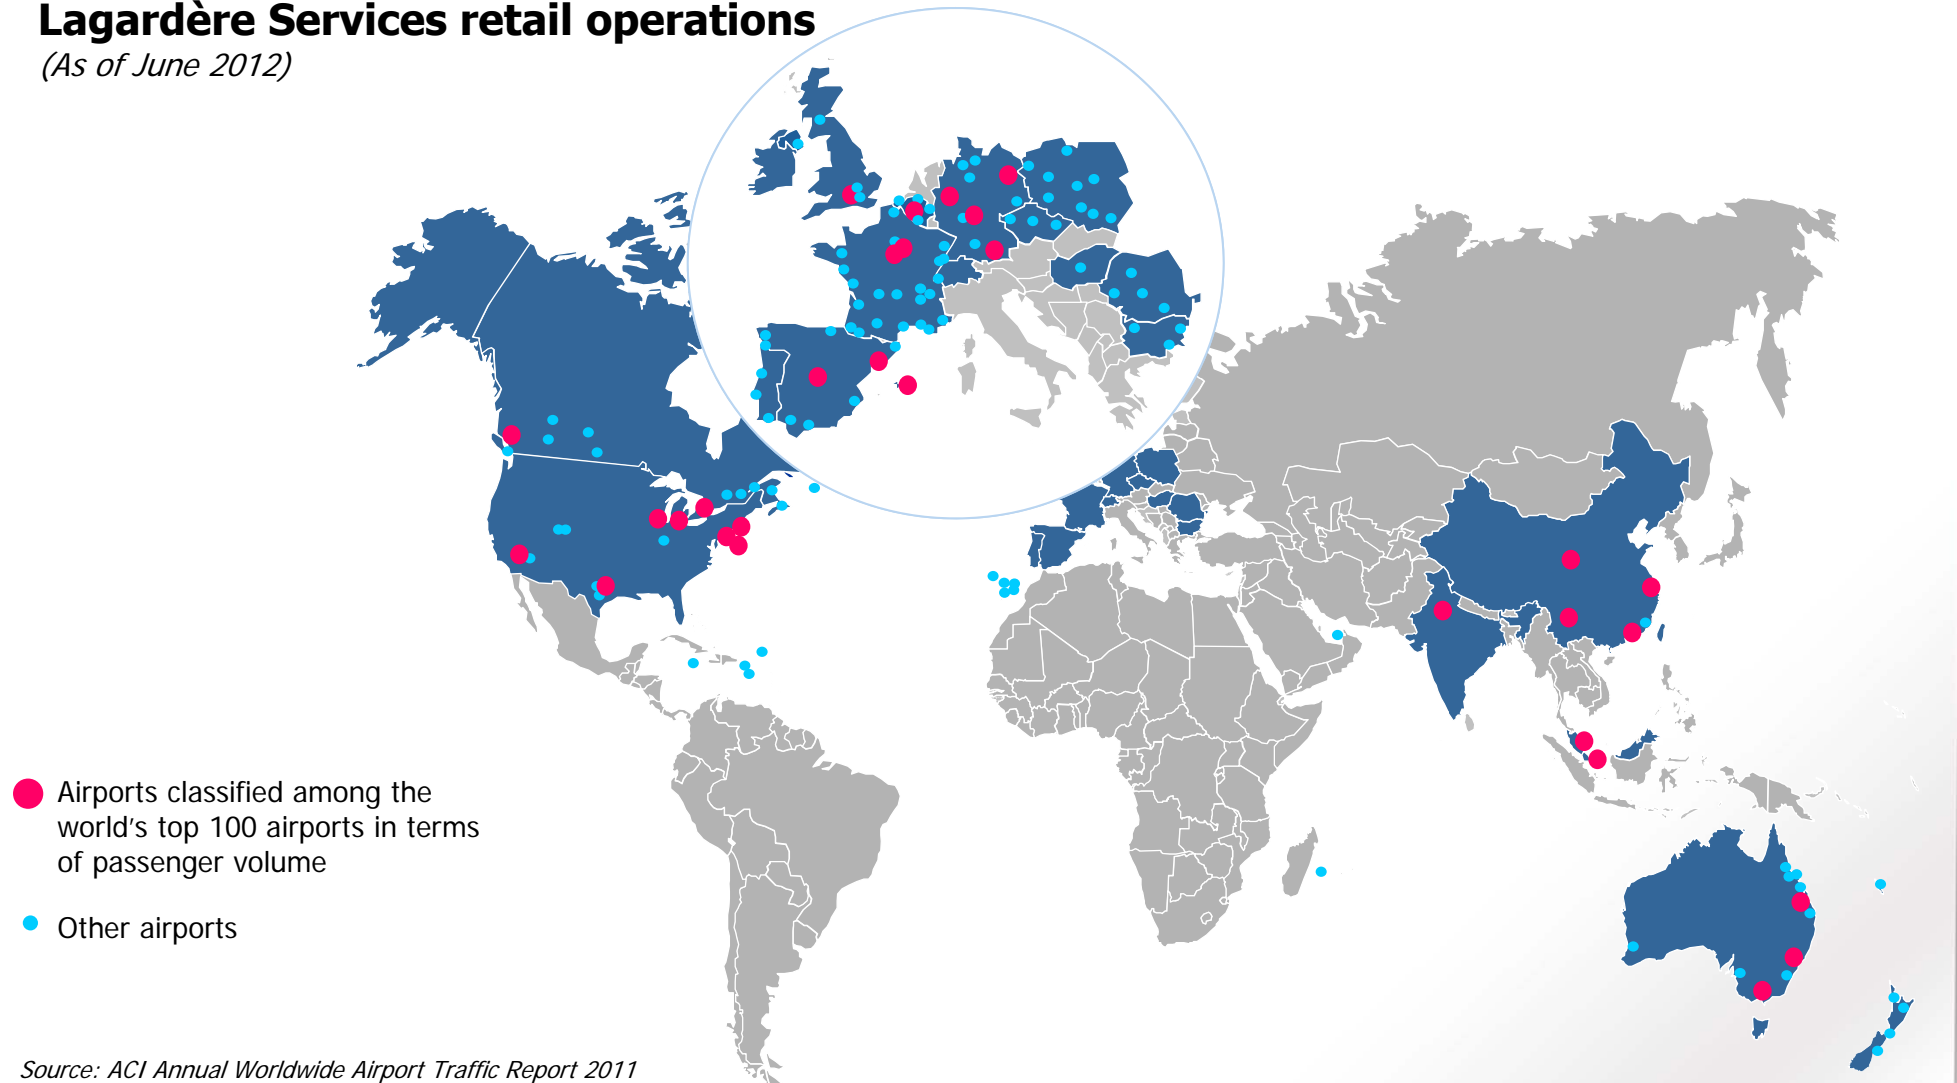 Lagardère Services retail operations
(As of June 2012)
Airports classified among the
world's top 100 airports in terms
of passenger volume
Other airports
Source: ACI Annual Worldwide Airport Traffic Report 2011